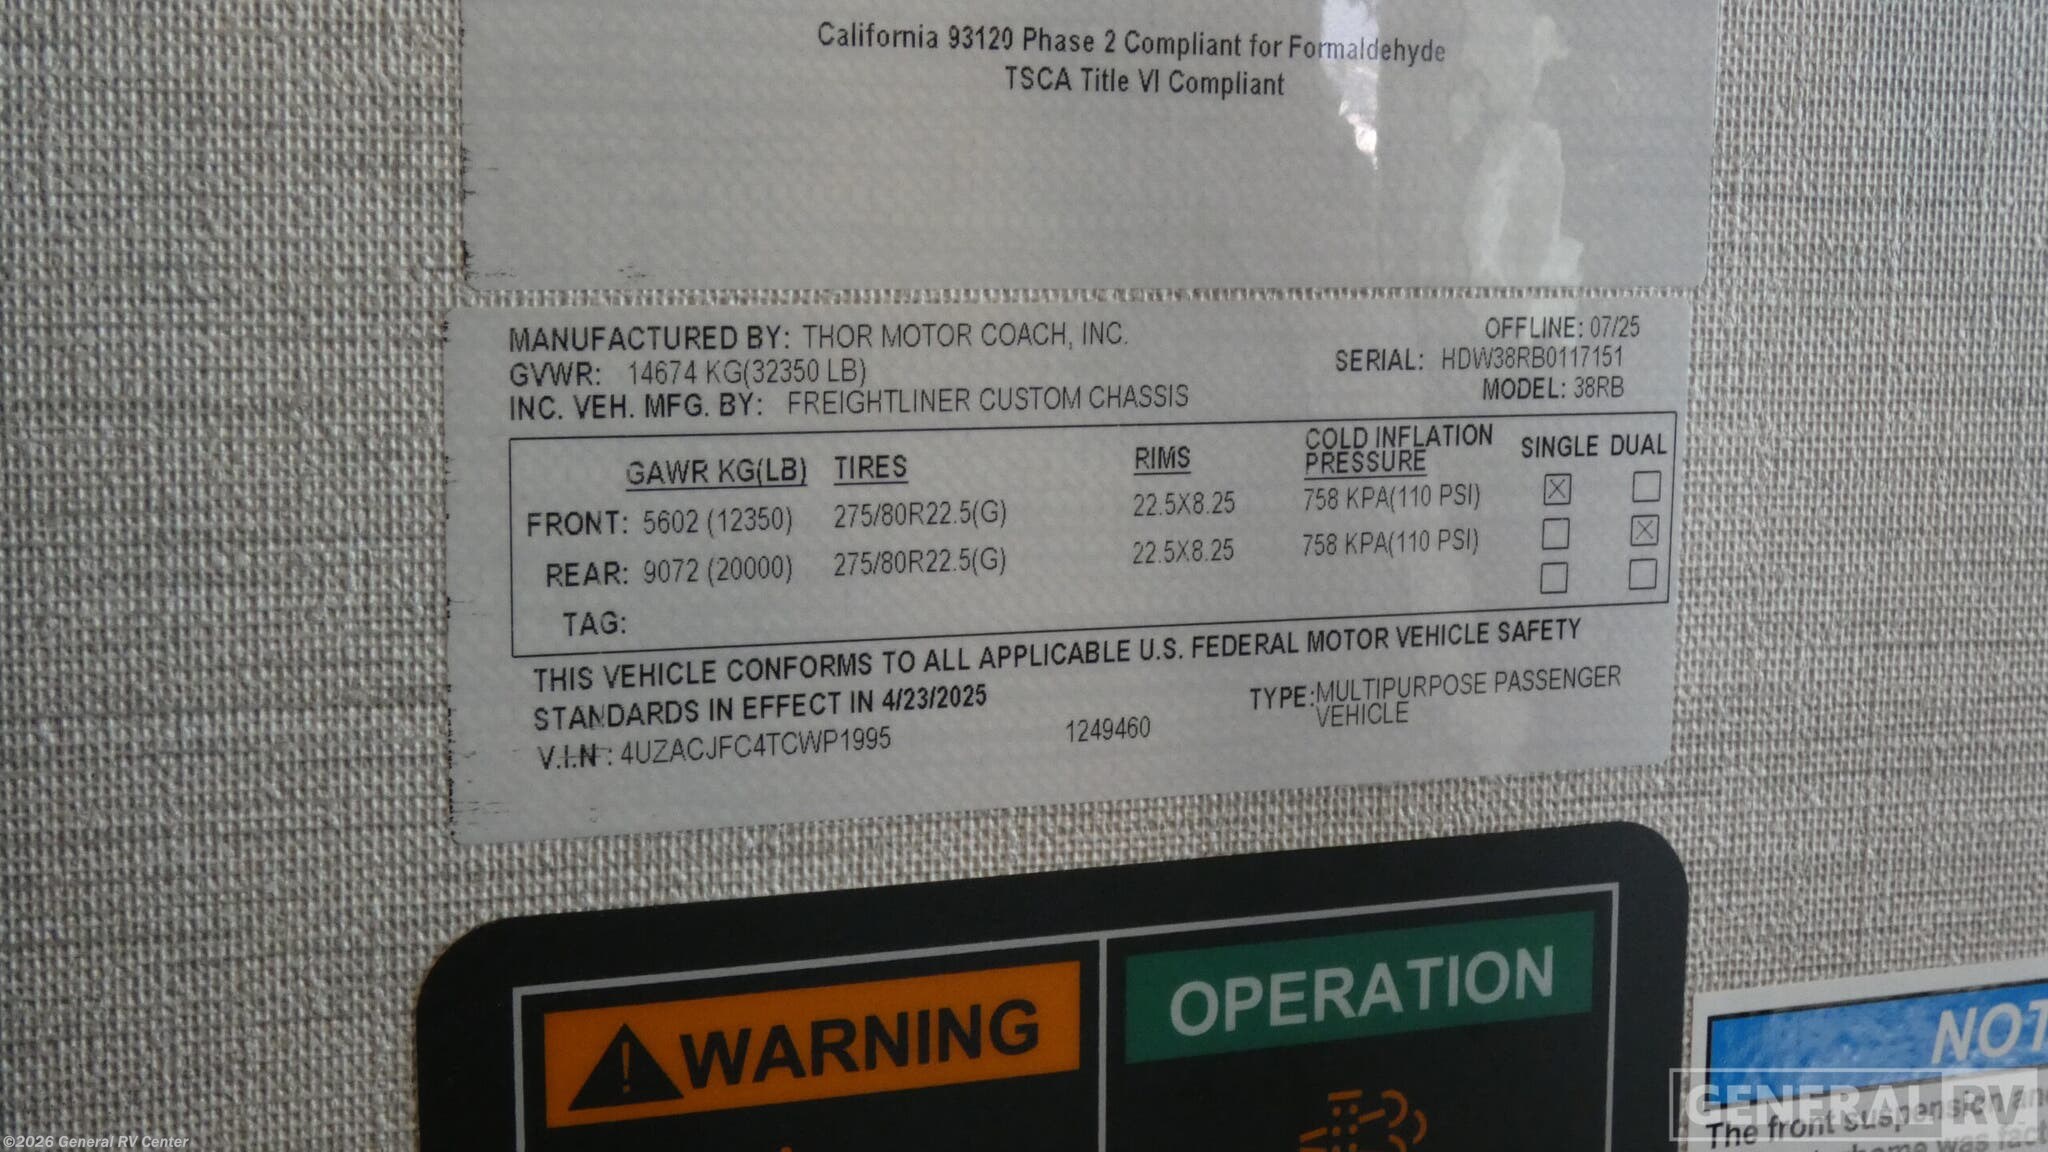 California 93120 Phase 2 Compliant for Formaldehyde
TSCA Title VI Compliant
MANUFACTURED BY: THOR MOTOR COACH, INC.
OFFLINE: 07/25
GVWR: 14674 KG(32350 LB)
SERIAL: HDW38RB0117151
INC. VEH. MFG. BY: FREIGHTLINER CUSTOM CHASSIS
MODEL: 38RB
GAWR KG(LB) TIRES RIMS COLD INFLATION PRESSURE SINGLE DUAL
FRONT: 5602 (12350) 275/80R22.5(G) 22.5X8.25 758 KPA(110 PSI)
REAR: 9072 (20000) 275/80R22.5(G) 22.5X8.25 758 KPA(110 PSI)
TAG:
THIS VEHICLE CONFORMS TO ALL APPLICABLE U.S. FEDERAL MOTOR VEHICLE SAFETY
STANDARDS IN EFFECT IN 4/23/2025
TYPE:MULTIPURPOSE PASSENGER
VEHICLE
V.I.N : 4UZACJFC4TCWP1995 1249460
WARNING
OPERATION
NOT
GENERAL RV
The front suspension an
©2026 General RV Center